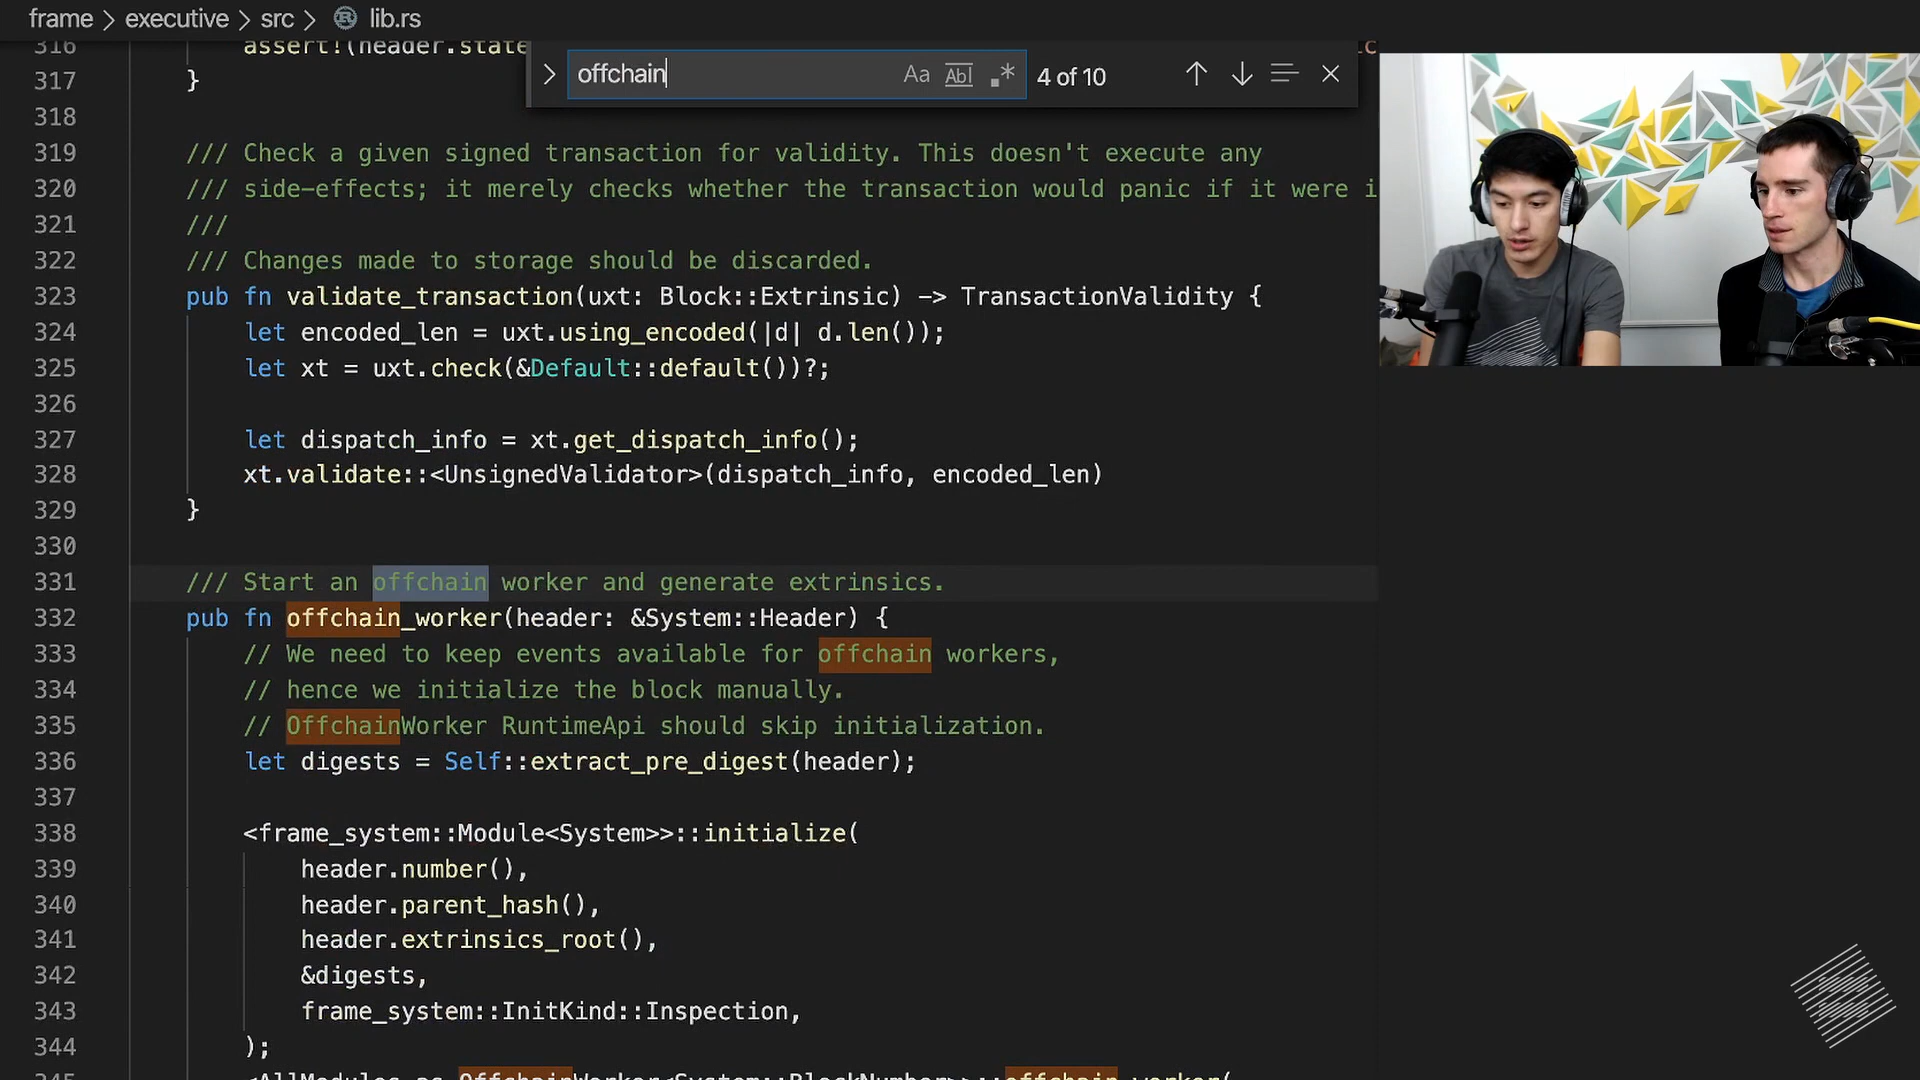 frame > executive > src > lib.rs
offchain
Aa Abl .* 4 of 10
316 assert!(header.state
317 }
318
319 /// Check a given signed transaction for validity. This doesn't execute any
320 /// side-effects; it merely checks whether the transaction would panic if it were i
321 ///
322 /// Changes made to storage should be discarded.
323 pub fn validate_transaction(uxt: Block::Extrinsic) -> TransactionValidity {
324 let encoded_len = uxt.using_encoded(|d| d.len());
325 let xt = uxt.check(&Default::default())?;
326
327 let dispatch_info = xt.get_dispatch_info();
328 xt.validate::<UnsignedValidator>(dispatch_info, encoded_len)
329 }
330
331 /// Start an offchain worker and generate extrinsics.
332 pub fn offchain_worker(header: &System::Header) {
333 // We need to keep events available for offchain workers,
334 // hence we initialize the block manually.
335 // OffchainWorker RuntimeApi should skip initialization.
336 let digests = Self::extract_pre_digest(header);
337
338 <frame_system::Module<System>>::initialize(
339 header.number(),
340 header.parent_hash(),
341 header.extrinsics_root(),
342 &digests,
343 frame_system::InitKind::Inspection,
344 );
345 <AllModules as OffchainWorker<System::BlockNumber>>::offchain_worker(